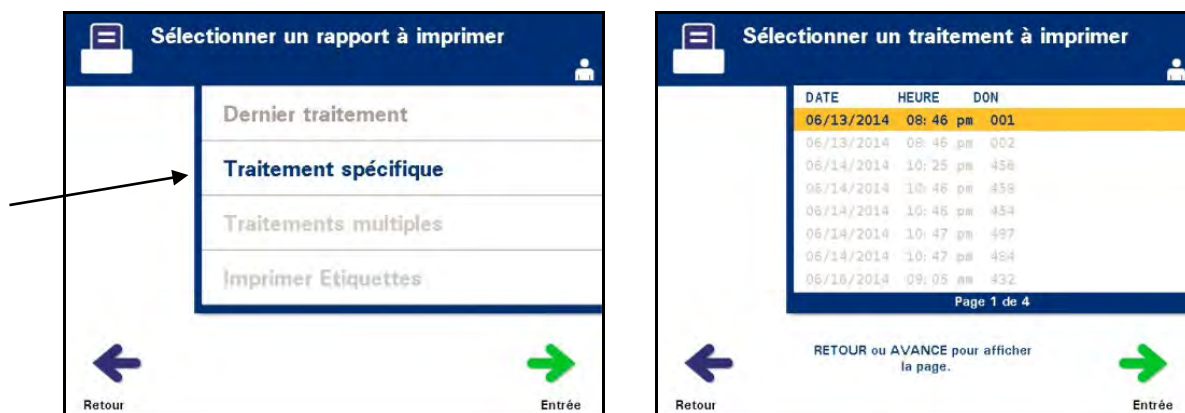 Sélectionner un rapport à imprimer
Dernier traitement
Traitement spécifique
Traitements multiples
Imprimer Etiquettes
Retour
Entrée
Sélectionner un traitement à imprimer
DATE HEURE DON
06/13/2014 08: 46 pm 001
06/13/2014 08: 46 pm 002
06/14/2014 10: 25 pm 458
06/14/2014 10: 46 pm 459
06/14/2014 10: 46 pm 454
06/14/2014 10: 47 pm 497
06/14/2014 10: 47 pm 484
06/16/2014 09: 05 am 432
Page 1 de 4
RETOUR ou AVANCE pour afficher
la page.
Retour
Entrée